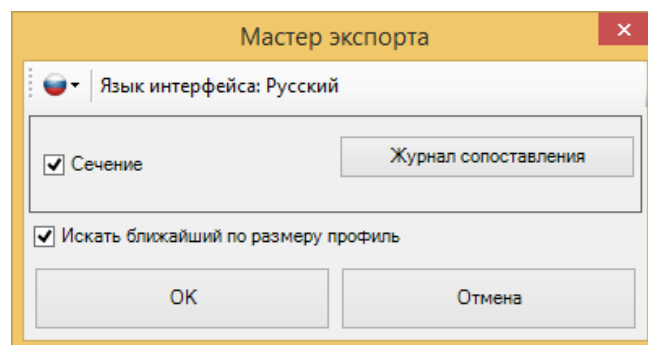 Мастер экспорта
Язык интерфейса: Русский
Сечение
Журнал сопоставления
Искать ближайший по размеру профиль
OK
Отмена